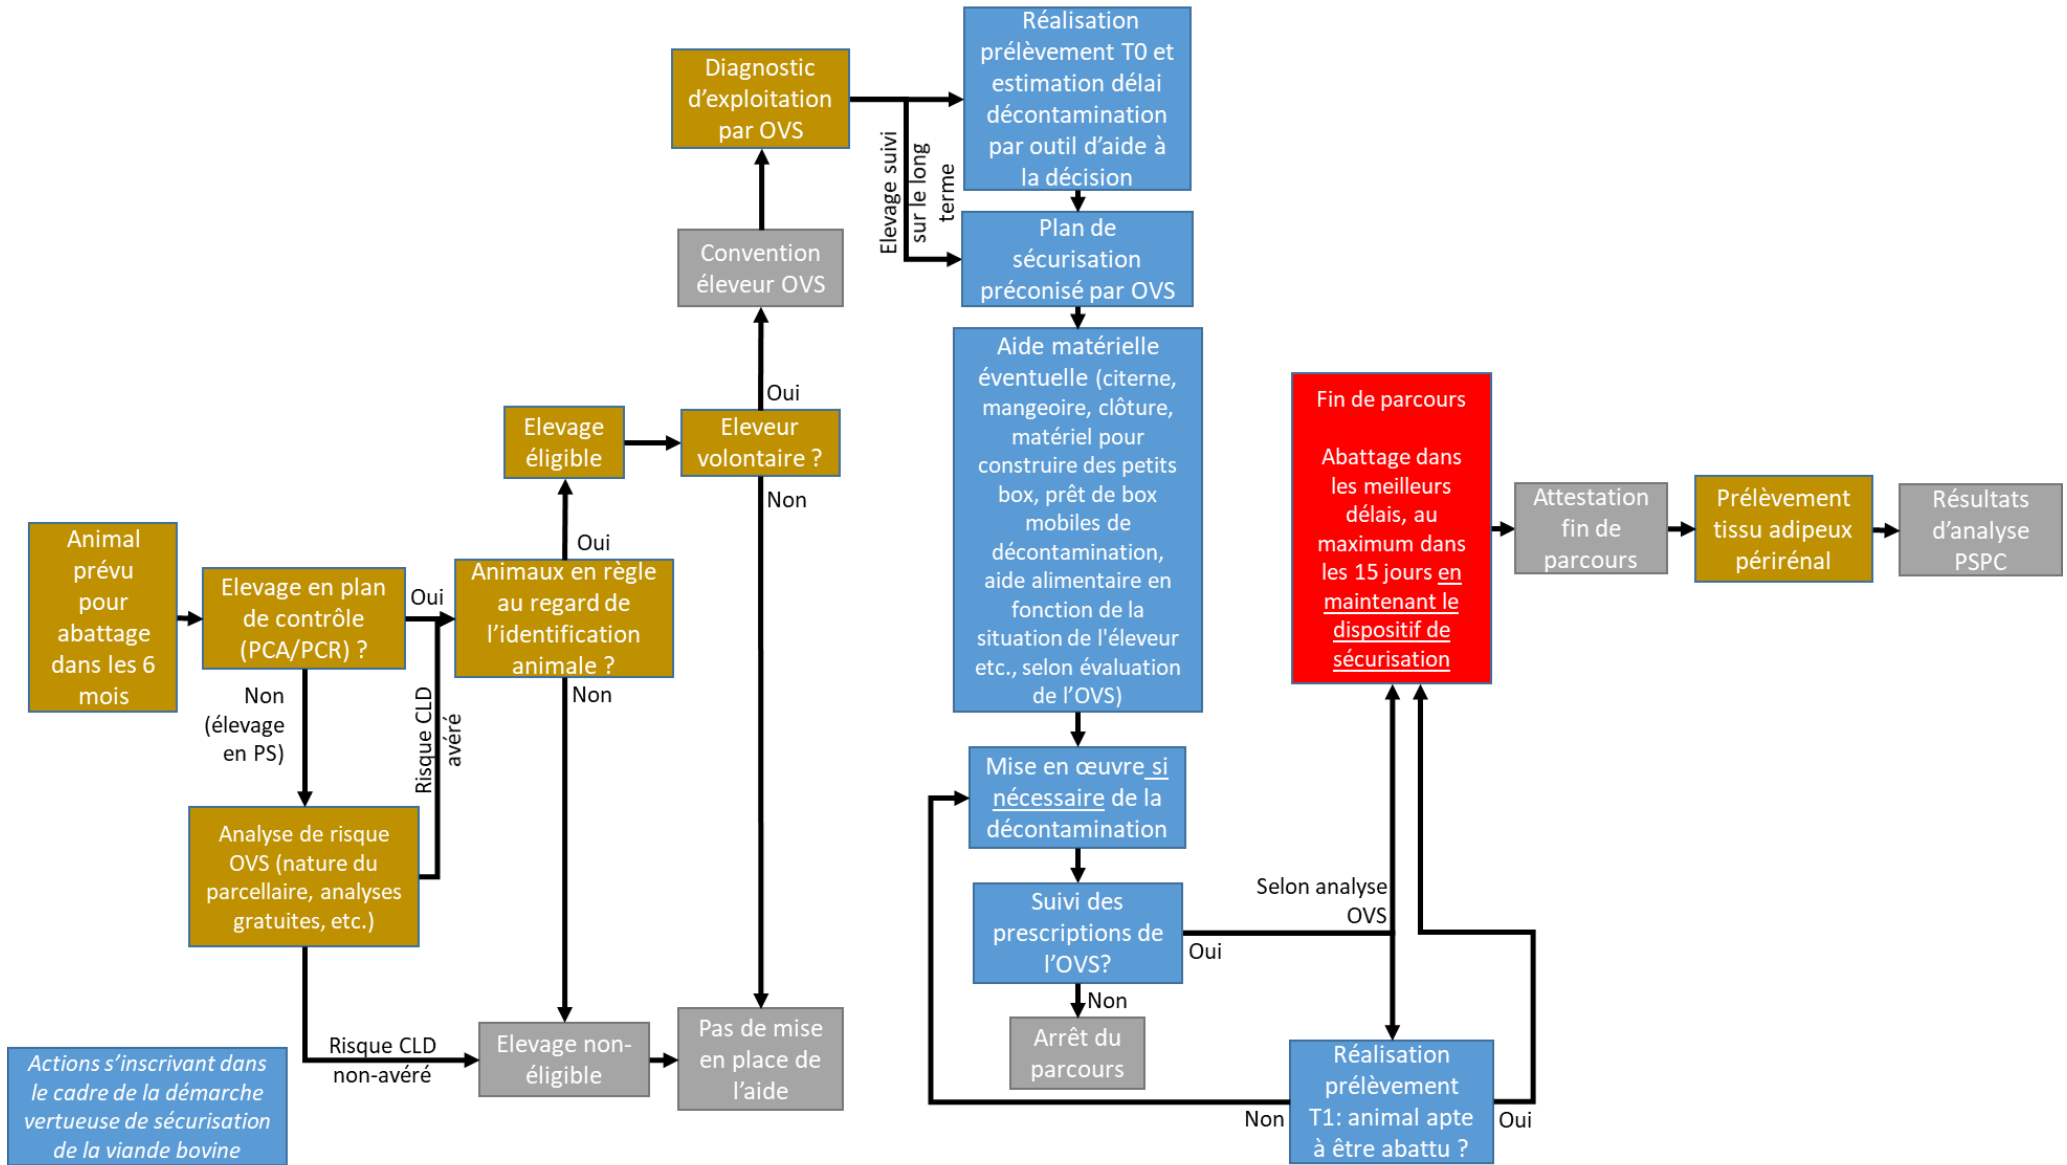 Animal
prévu
pour
abattage
dans les 6
mois
Elevage en plan
de contrôle
(PCA/PCR) ?
Oui
Non
(élevage
en PS)
Analyse de risque
OVS (nature du
parcellaire, analyses
gratuites, etc.)
Risque CLD
avéré
Risque CLD
non-avéré
Animaux en règle
au regard de
l’identification
animale ?
Oui
Non
Elevage
éligible
Eleveur
volontaire ?
Oui
Non
Elevage non-
éligible
Pas de mise
en place de
l’aide
Convention
éleveur OVS
Diagnostic
d’exploitation
par OVS
Elevage suivi
sur le long
terme
Réalisation
prélèvement T0 et
estimation délai
décontamination
par outil d’aide à
la décision
Plan de
sécurisation
préconisé par OVS
Aide matérielle
éventuelle (citerne,
mangeoire, clôture,
matériel pour
construire des petits
box, prêt de box
mobiles de
décontamination,
aide alimentaire en
fonction de la
situation de l'éleveur
etc., selon évaluation
de l’OVS)
Mise en œuvre si
nécessaire de la
décontamination
Suivi des
prescriptions de
l’OVS?
Oui
Non
Arrêt du
parcours
Selon analyse
OVS
Réalisation
prélèvement
T1: animal apte
à être abattu ?
Non
Oui
Fin de parcours
Abattage dans
les meilleurs
délais, au
maximum dans
les 15 jours en
maintenant le
dispositif de
sécurisation
Attestation
fin de
parcours
Prélèvement
tissu adipeux
périrénal
Résultats
d’analyse
PSPC
Actions s’inscrivant dans
le cadre de la démarche
vertueuse de sécurisation
de la viande bovine